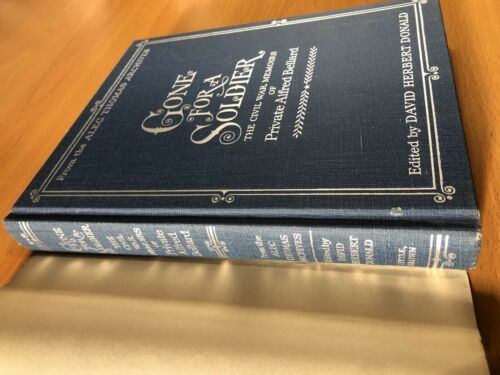 From the ALEC THOMAS ARCHIVES
GONE
FOR A
SOLDIER
THE CIVIL WAR MEMOIRS
OF
Private Alfred Bellard
Edited by DAVID HERBERT DONALD
GONE
FOR A
SOLDIER
THE
CIVIL WAR
MEMOIRS
OF
Private
Alfred
Bellard
From the
ALEC
THOMAS
ARCHIVES
Edited by
DAVID
HERBERT
DONALD
LITTLE,
BROWN